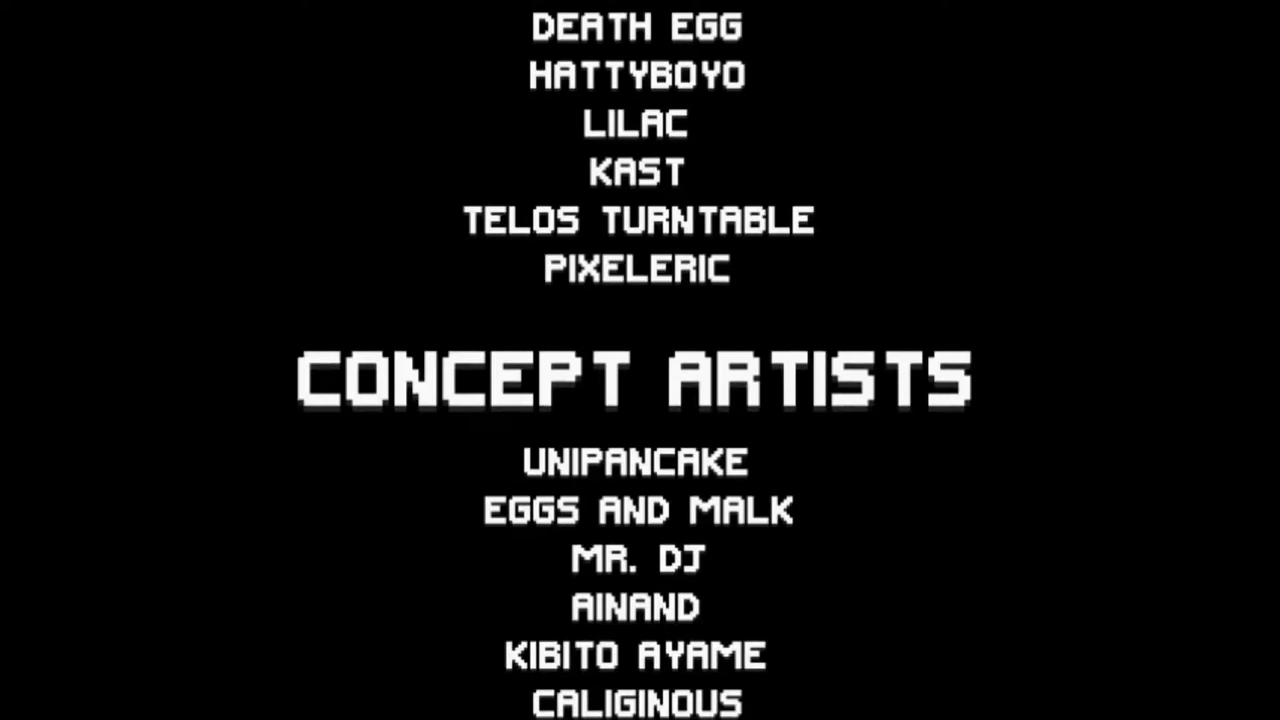 DEATH EGG
HATTYBOYO
LILAC
KAST
TELOS TURNTABLE
PIXELERIC
CONCEPT ARTISTS
UNIPANCAKE
EGGS AND MALK
MR. DJ
AINAND
KIBITO AYAME
CALIGINOUS